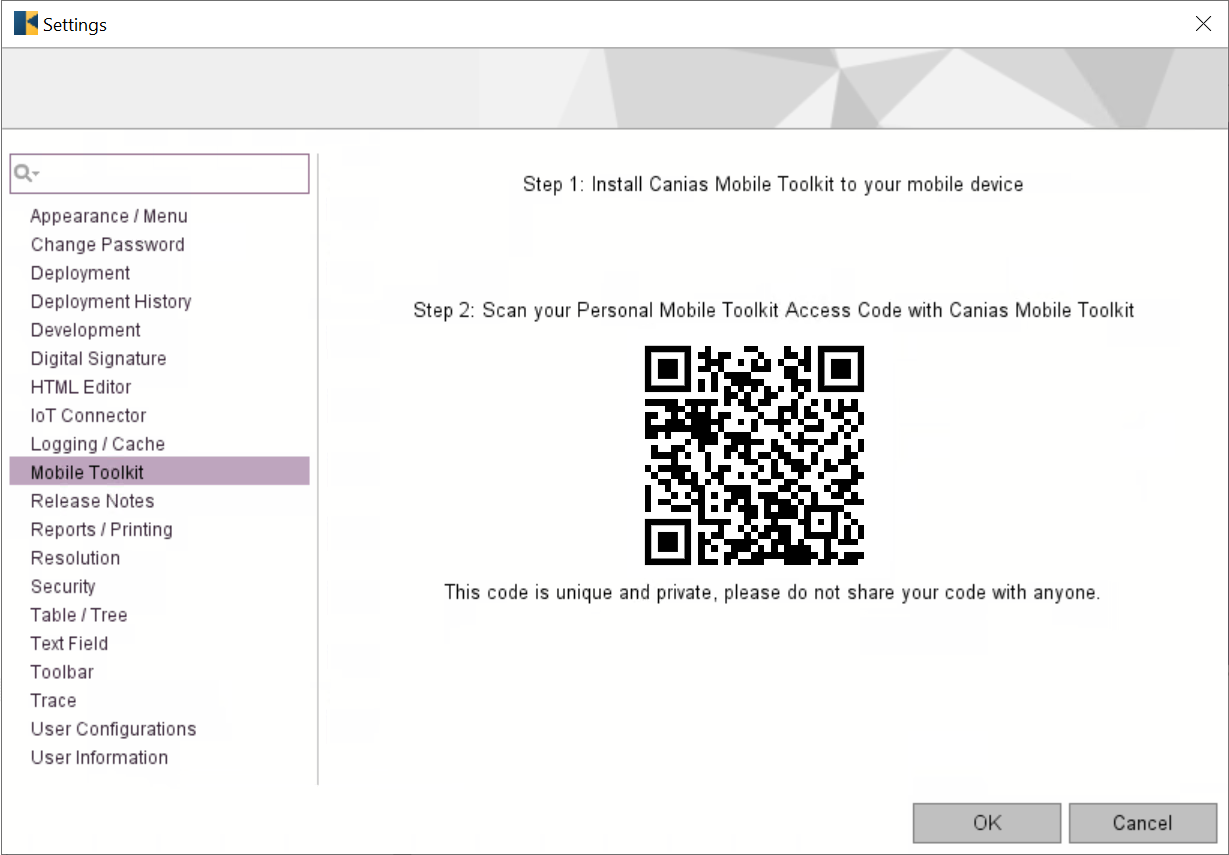 Settings
Appearance / Menu
Change Password
Deployment
Deployment History
Development
Digital Signature
HTML Editor
IoT Connector
Logging / Cache
Mobile Toolkit
Release Notes
Reports / Printing
Resolution
Security
Table / Tree
Text Field
Toolbar
Trace
User Configurations
User Information
Step 1: Install Canias Mobile Toolkit to your mobile device
Step 2: Scan your Personal Mobile Toolkit Access Code with Canias Mobile Toolkit
This code is unique and private, please do not share your code with anyone.
OK
Cancel